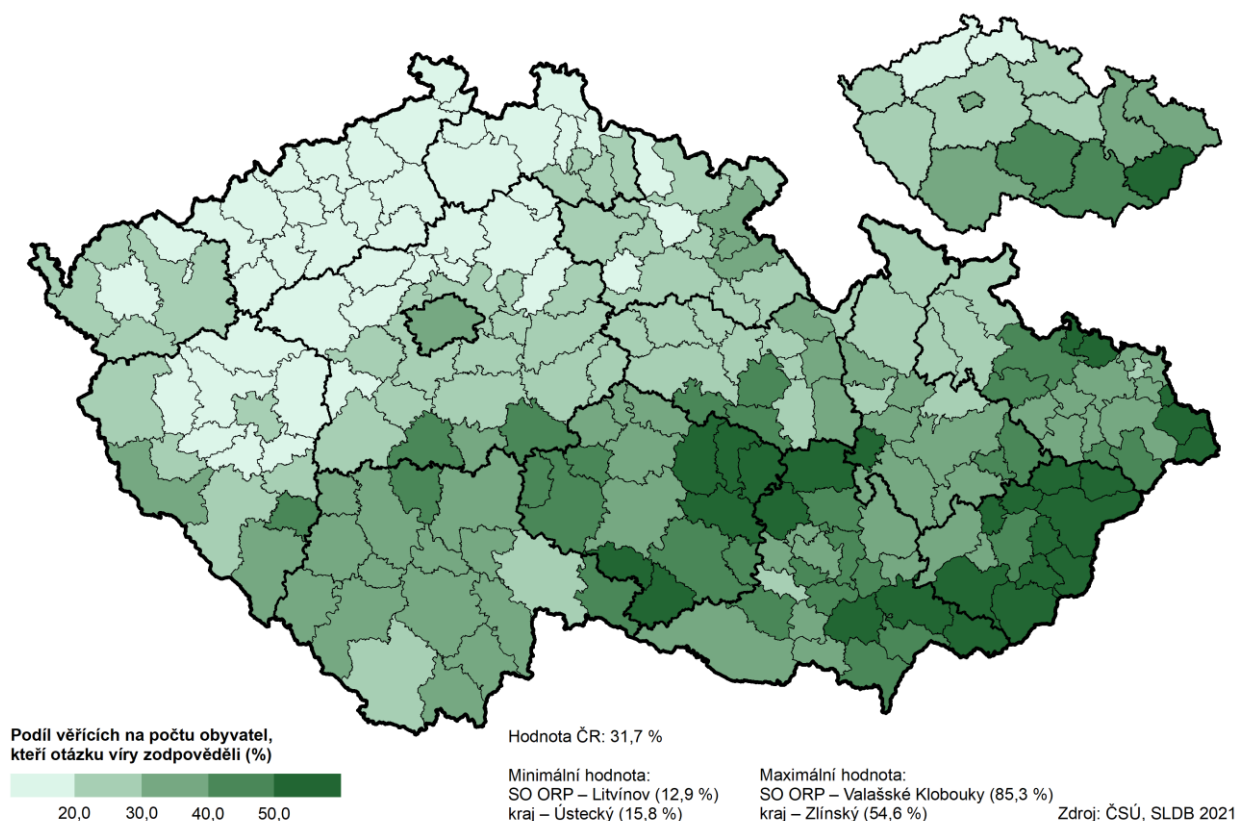 Podíl věřících na počtu obyvatel,
kteří otázku víry zodpověděli (%)
20,0 30,0 40,0 50,0
Hodnota ČR: 31,7 %
Minimální hodnota:
SO ORP – Litvínov (12,9 %)
kraj – Ústecký (15,8 %)
Maximální hodnota:
SO ORP – Valašské Klobouky (85,3 %)
kraj – Zlínský (54,6 %)
Zdroj: ČSÚ, SLDB 2021